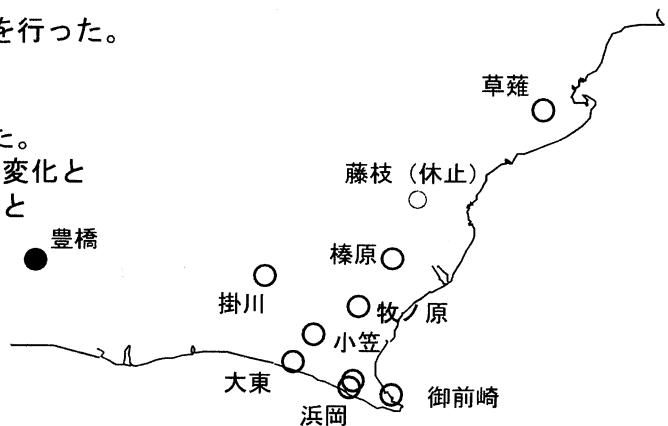 を行った。
た。
変化と
と
草薙
藤枝（休止）
豊橋
榛原
掛川
牧ノ原
小笠
大東
浜岡
御前崎